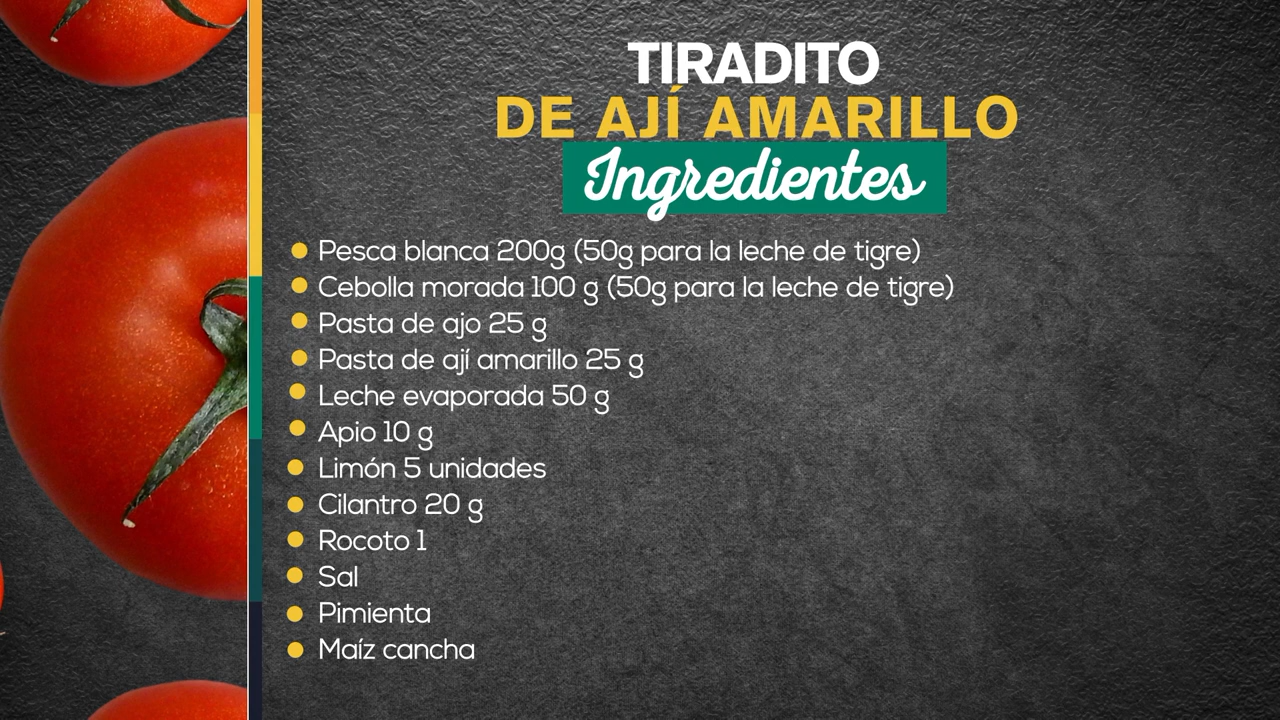 TIRADITO
DE AJÍ AMARILLO
Ingredientes
Pesca blanca 200g (50g para la leche de tigre)
Cebolla morada 100 g (50g para la leche de tigre)
Pasta de ajo 25 g
Pasta de ají amarillo 25 g
Leche evaporada 50 g
Apio 10 g
Limón 5 unidades
Cilantro 20 g
Rocoto 1
Sal
Pimienta
Maíz cancha